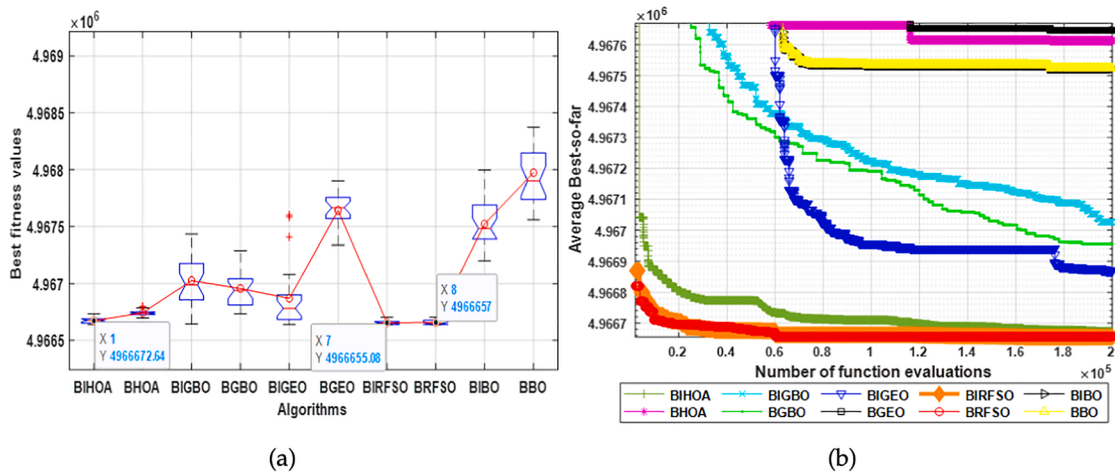 ×10⁶
4.969
4.9685
4.968
4.9675
4.967
4.9665
Best fitness values
X 1
Y 4966672.64
X 7
Y 4966655.08
X 8
Y 4966657
BIHOA BHOA BIGBO BGBO BIGEO BGEO BIRFSO BRFSO BIBO BBO
Algorithms
(a)
×10⁶
4.9676
4.9675
4.9674
4.9673
4.9672
4.9671
4.967
4.9669
4.9668
4.9667
Average Best-so-far
0.2 0.4 0.6 0.8 1 1.2 1.4 1.6 1.8 2
Number of function evaluations
×10⁵
BIHOA BIGBO BIGEO BIRFSO BIBO
BHOA BGBO BGEO BRFSO BBO
(b)